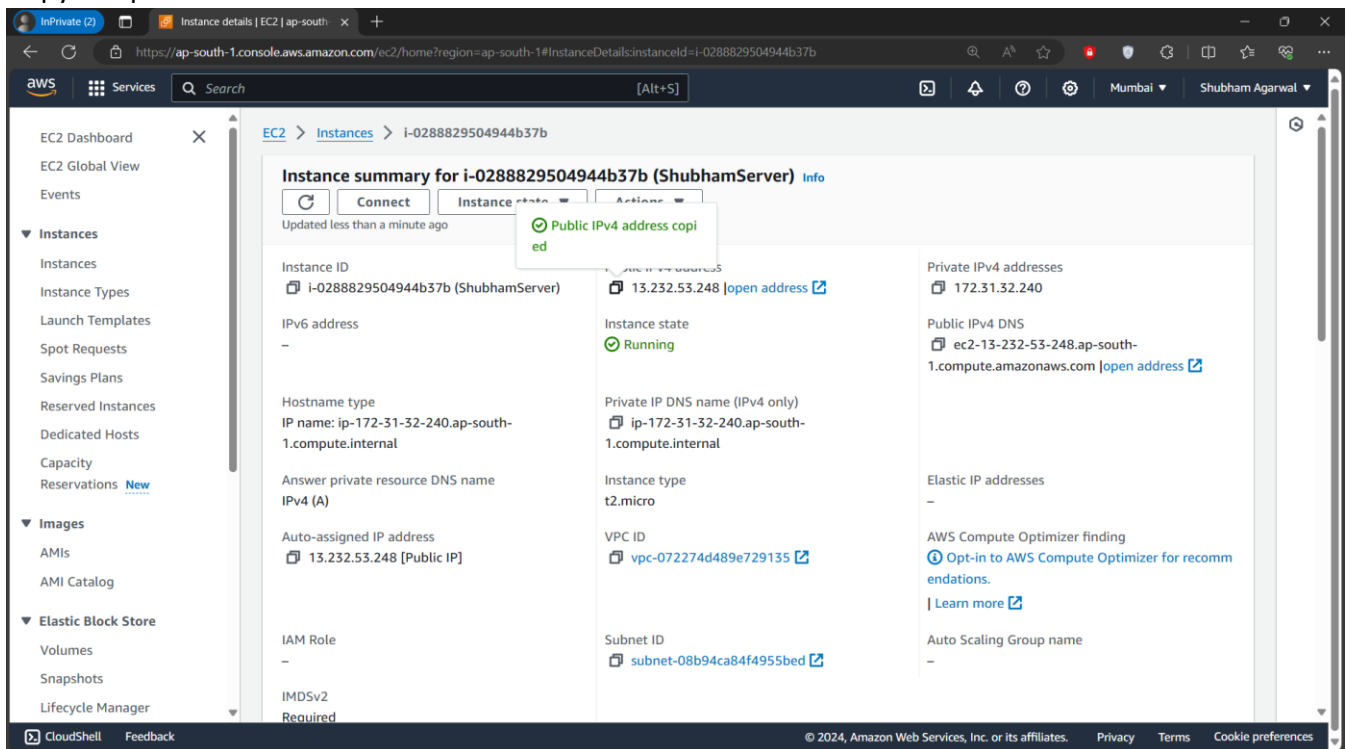 InPrivate (2)
Instance details | EC2 | ap-south-
https://ap-south-1.console.aws.amazon.com/ec2/home?region=ap-south-1#InstanceDetails:instanceId=i-0288829504944b37b
aws Services Search [Alt+S] Mumbai Shubham Agarwal
EC2 Dashboard
EC2 Global View
Events
Instances
Instances
Instance Types
Launch Templates
Spot Requests
Savings Plans
Reserved Instances
Dedicated Hosts
Capacity
Reservations New
Images
AMIs
AMI Catalog
Elastic Block Store
Volumes
Snapshots
Lifecycle Manager
EC2 > Instances > i-0288829504944b37b
Instance summary for i-0288829504944b37b (ShubhamServer) Info
Connect Instance state Actions
Updated less than a minute ago
Public IPv4 address copi
ed
Instance ID
i-0288829504944b37b (ShubhamServer)
Public IPv4 address
13.232.53.248 |open address
Private IPv4 addresses
172.31.32.240
IPv6 address
–
Instance state
Running
Public IPv4 DNS
ec2-13-232-53-248.ap-south-
1.compute.amazonaws.com |open address
Hostname type
IP name: ip-172-31-32-240.ap-south-
1.compute.internal
Private IP DNS name (IPv4 only)
ip-172-31-32-240.ap-south-
1.compute.internal
Answer private resource DNS name
IPv4 (A)
Instance type
t2.micro
Elastic IP addresses
–
Auto-assigned IP address
13.232.53.248 [Public IP]
VPC ID
vpc-072274d489e729135
AWS Compute Optimizer finding
Opt-in to AWS Compute Optimizer for recomm
endations.
| Learn more
IAM Role
–
Subnet ID
subnet-08b94ca84f4955bed
Auto Scaling Group name
–
IMDSv2
Required
CloudShell Feedback © 2024, Amazon Web Services, Inc. or its affiliates. Privacy Terms Cookie preferences